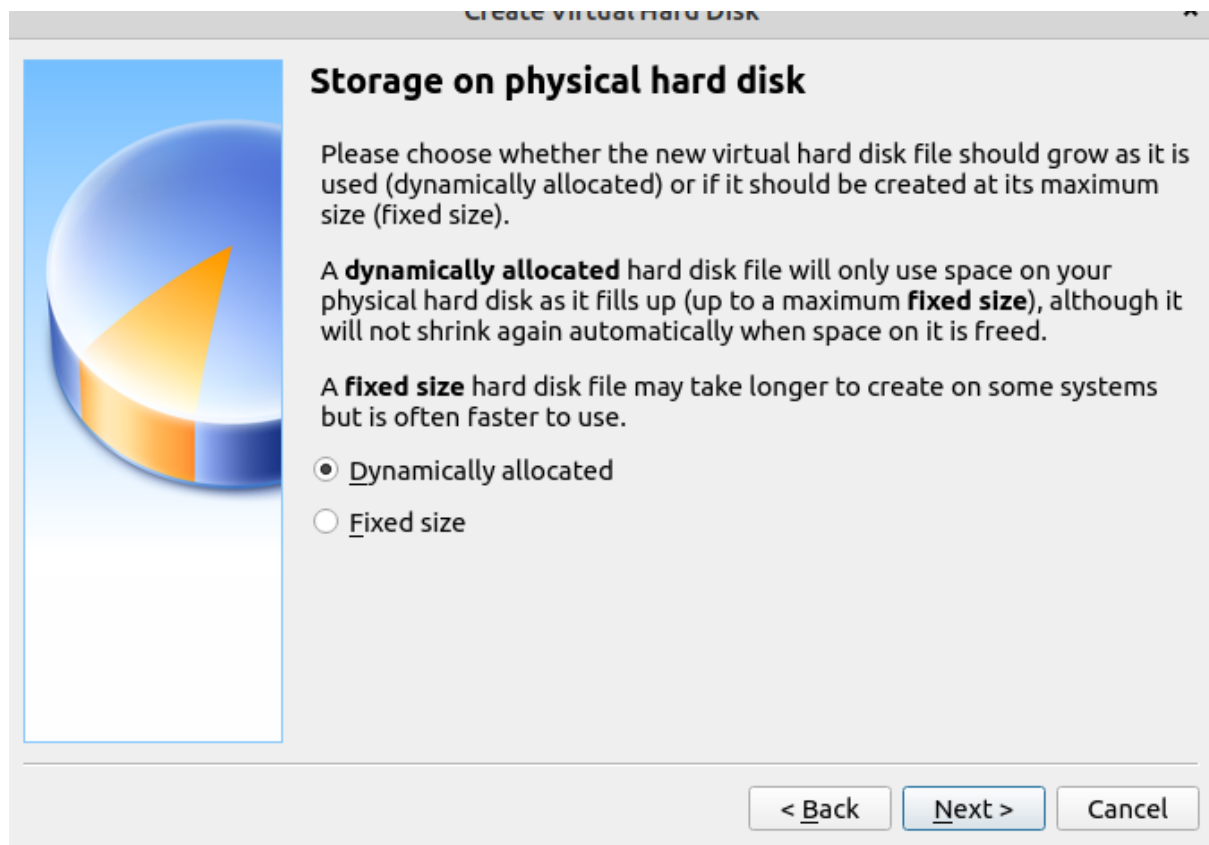 Create Virtual Hard Disk
Storage on physical hard disk
Please choose whether the new virtual hard disk file should grow as it is
used (dynamically allocated) or if it should be created at its maximum
size (fixed size).
A dynamically allocated hard disk file will only use space on your
physical hard disk as it fills up (up to a maximum fixed size), although it
will not shrink again automatically when space on it is freed.
A fixed size hard disk file may take longer to create on some systems
but is often faster to use.
Dynamically allocated
Fixed size
< Back Next > Cancel